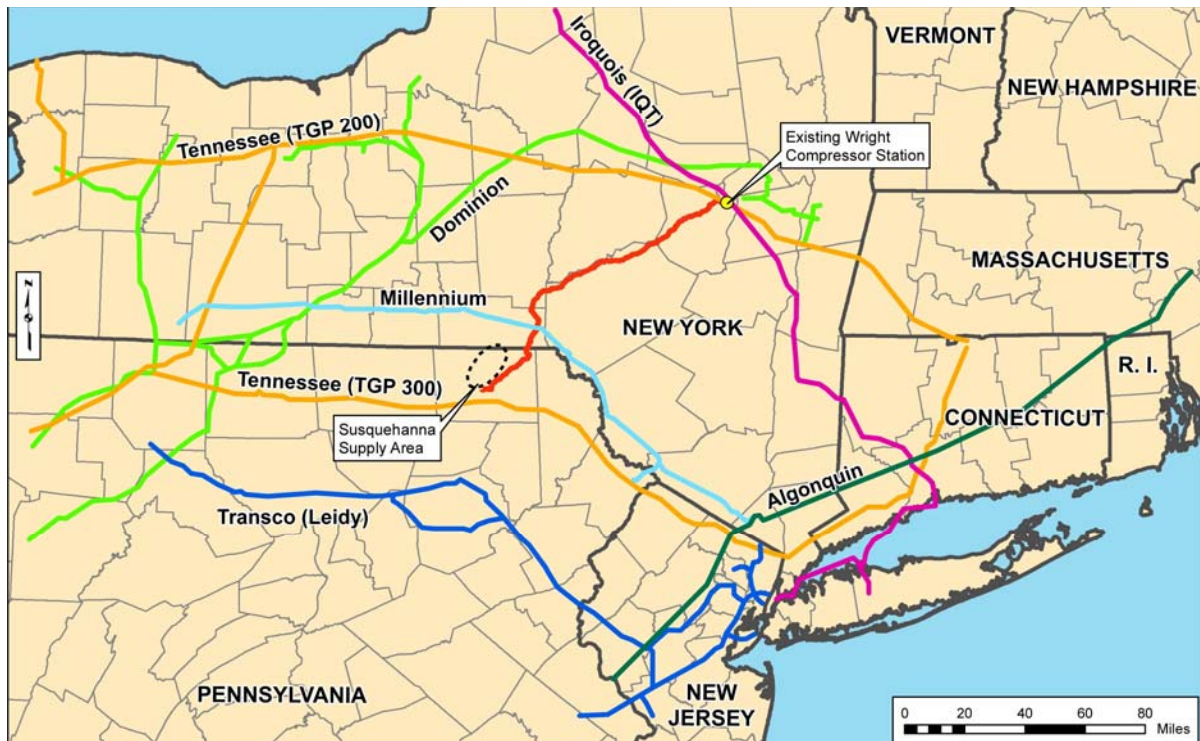 Iroquois (IQT)
VERMONT
NEW HAMPSHIRE
Tennessee (TGP 200)
Existing Wright
Compressor Station
Dominion
MASSACHUSETTS
N
Millennium
NEW YORK
R. I.
Tennessee (TGP 300)
CONNECTICUT
Susquehanna
Supply Area
Algonquin
Transco (Leidy)
PENNSYLVANIA
NEW
JERSEY
0 20 40 60 80
Miles